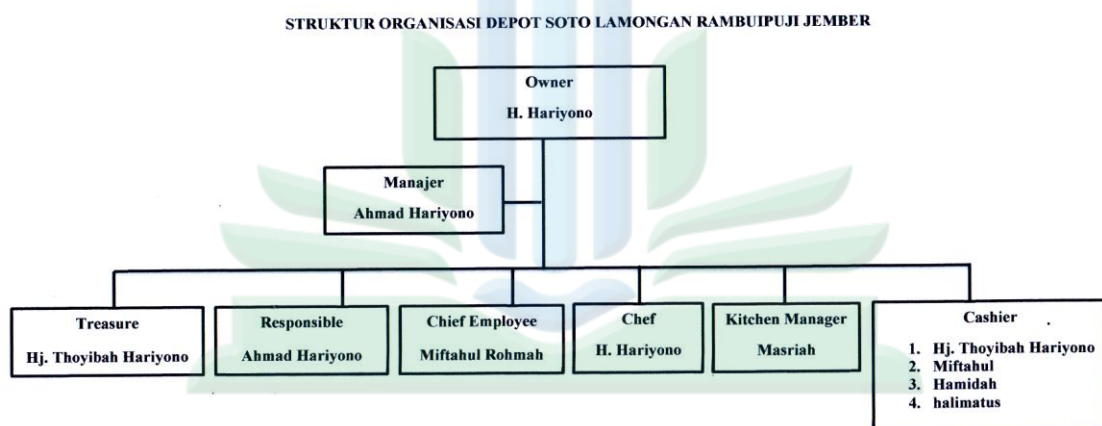 STRUKTUR ORGANISASI DEPOT SOTO LAMONGAN RAMBUIPUJI JEMBER
Owner
H. Hariyono
Manajer
Ahmad Hariyono
Treasure
Hj. Thoyibah Hariyono
Responsible
Ahmad Hariyono
Chief Employee
Miftahul Rohmah
Chef
H. Hariyono
Kitchen Manager
Masriah
Cashier
1. Hj. Thoyibah Hariyono
2. Miftahul
3. Hamidah
4. halimatus